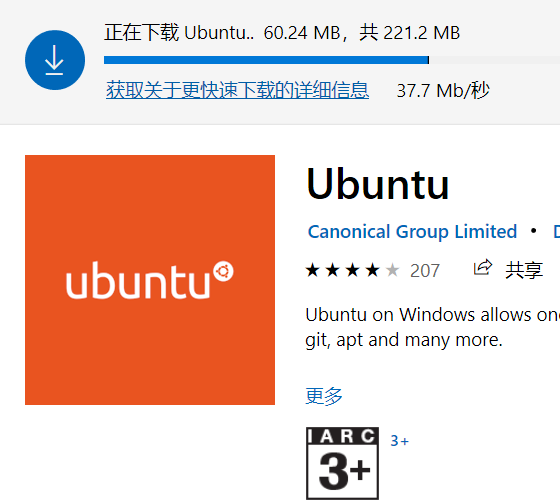 正在下载 Ubuntu.. 60.24 MB，共 221.2 MB
获取关于更快速下载的详细信息 37.7 Mb/秒
Ubuntu
ubuntu
Canonical Group Limited •
207 共享
Ubuntu on Windows allows one
git, apt and many more.
更多
IARC
3+
3+